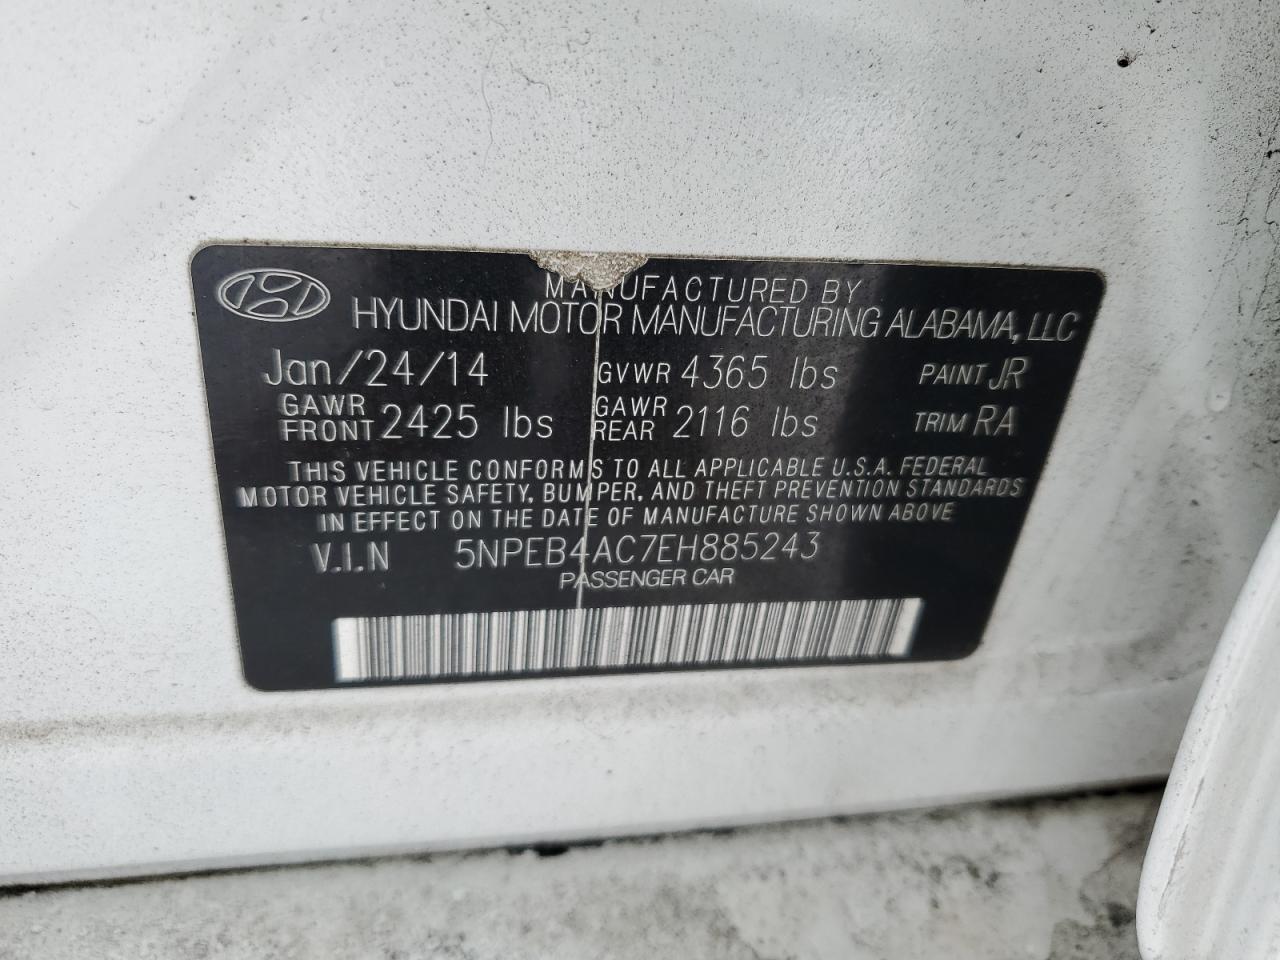 MANUFACTURED BY
HYUNDAI MOTOR MANUFACTURING ALABAMA, LLC
Jan/24/14 GVWR 4365 lbs PAINT JR
GAWR FRONT 2425 lbs GAWR REAR 2116 lbs TRIM RA
THIS VEHICLE CONFORMS TO ALL APPLICABLE U.S.A. FEDERAL
MOTOR VEHICLE SAFETY, BUMPER, AND THEFT PREVENTION STANDARDS
IN EFFECT ON THE DATE OF MANUFACTURE SHOWN ABOVE
V.I.N 5NPEB4AC7EH885243
PASSENGER CAR